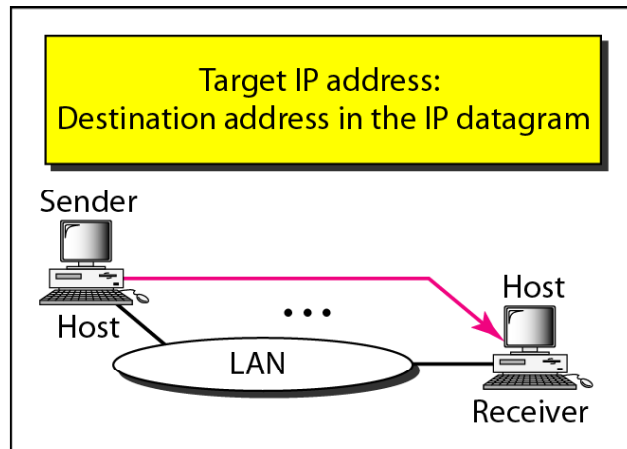 Target IP address:
Destination address in the IP datagram
Sender
Host
Host
• • •
LAN
Receiver